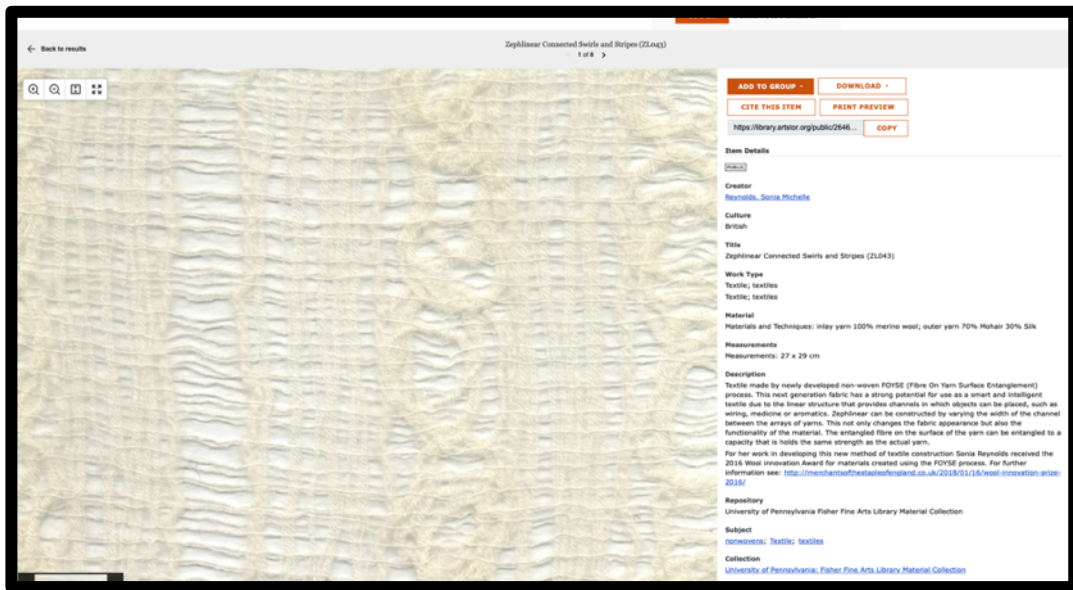 Zephlinear Connected Swirls and Stripes (ZL043)
← Back to results
1 of 8 >
ADD TO GROUP
DOWNLOAD
CITE THIS ITEM
PRINT PREVIEW
https://library.artstor.org/public/2646...
COPY
Item Details
PUBLIC
Creator
Reynolds, Sonia Michelle
Culture
British
Title
Zephlinear Connected Swirls and Stripes (ZL043)
Work Type
Textile; textiles
Textile; textiles
Material
Materials and Techniques: inlay yarn 100% merino wool; outer yarn 70% Mohair 30% Silk
Measurements
Measurements: 27 x 29 cm
Description
Textile made by newly developed non-woven FOYSE (Fibre On Yarn Surface Entanglement)
process. This next generation fabric has a strong potential for use as a smart and intelligent
textile due to the linear structure that provides channels in which objects can be placed, such as
wiring, medicine or aromatics. Zephlinear can be constructed by varying the width of the channel
between the arrays of yarns. This not only changes the fabric appearance but also the
functionality of the material. The entangled fibre on the surface of the yarn can be entangled to a
capacity that is holds the same strength as the actual yarn.
For her work in developing this new method of textile construction Sonia Reynolds received the
2016 Wool innovation Award for materials created using the FOYSE process. For further
information see: http://merchantsofthestapleofengland.co.uk/2018/01/16/wool-innovation-prize-
2016/
Repository
University of Pennsylvania Fisher Fine Arts Library Material Collection
Subject
nonwovens; Textile; textiles
Collection
University of Pennsylvania: Fisher Fine Arts Library Material Collection